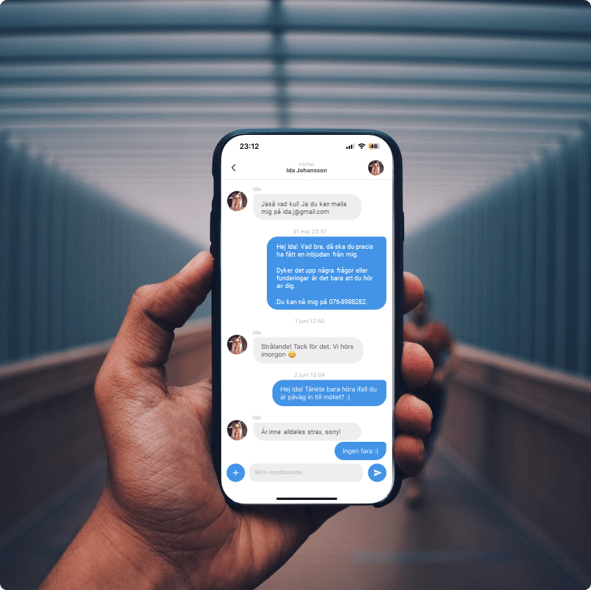 23:12
46
FitChat
Ida Johansson
Ida
Jaså vad kul! Ja du kan maila
mig på ida.j@gmail.com
31 maj 23:51
Hej Ida! Vad bra, då ska du precis
ha fått en inbjudan från mig.
Dyker det upp några frågor eller
funderingar är det bara att du hör
av dig.
Du kan nå mig på 076-8988282.
1 juni 12:50
Ida
Strålande! Tack för det. Vi hörs
imorgon 😊
2 juni 13:04
Hej Ida! Tänkte bara höra ifall du
är påväg in till mötet? :)
Ida
Är inne alldeles strax, sorry!
Ingen fara :)
Skriv meddelande